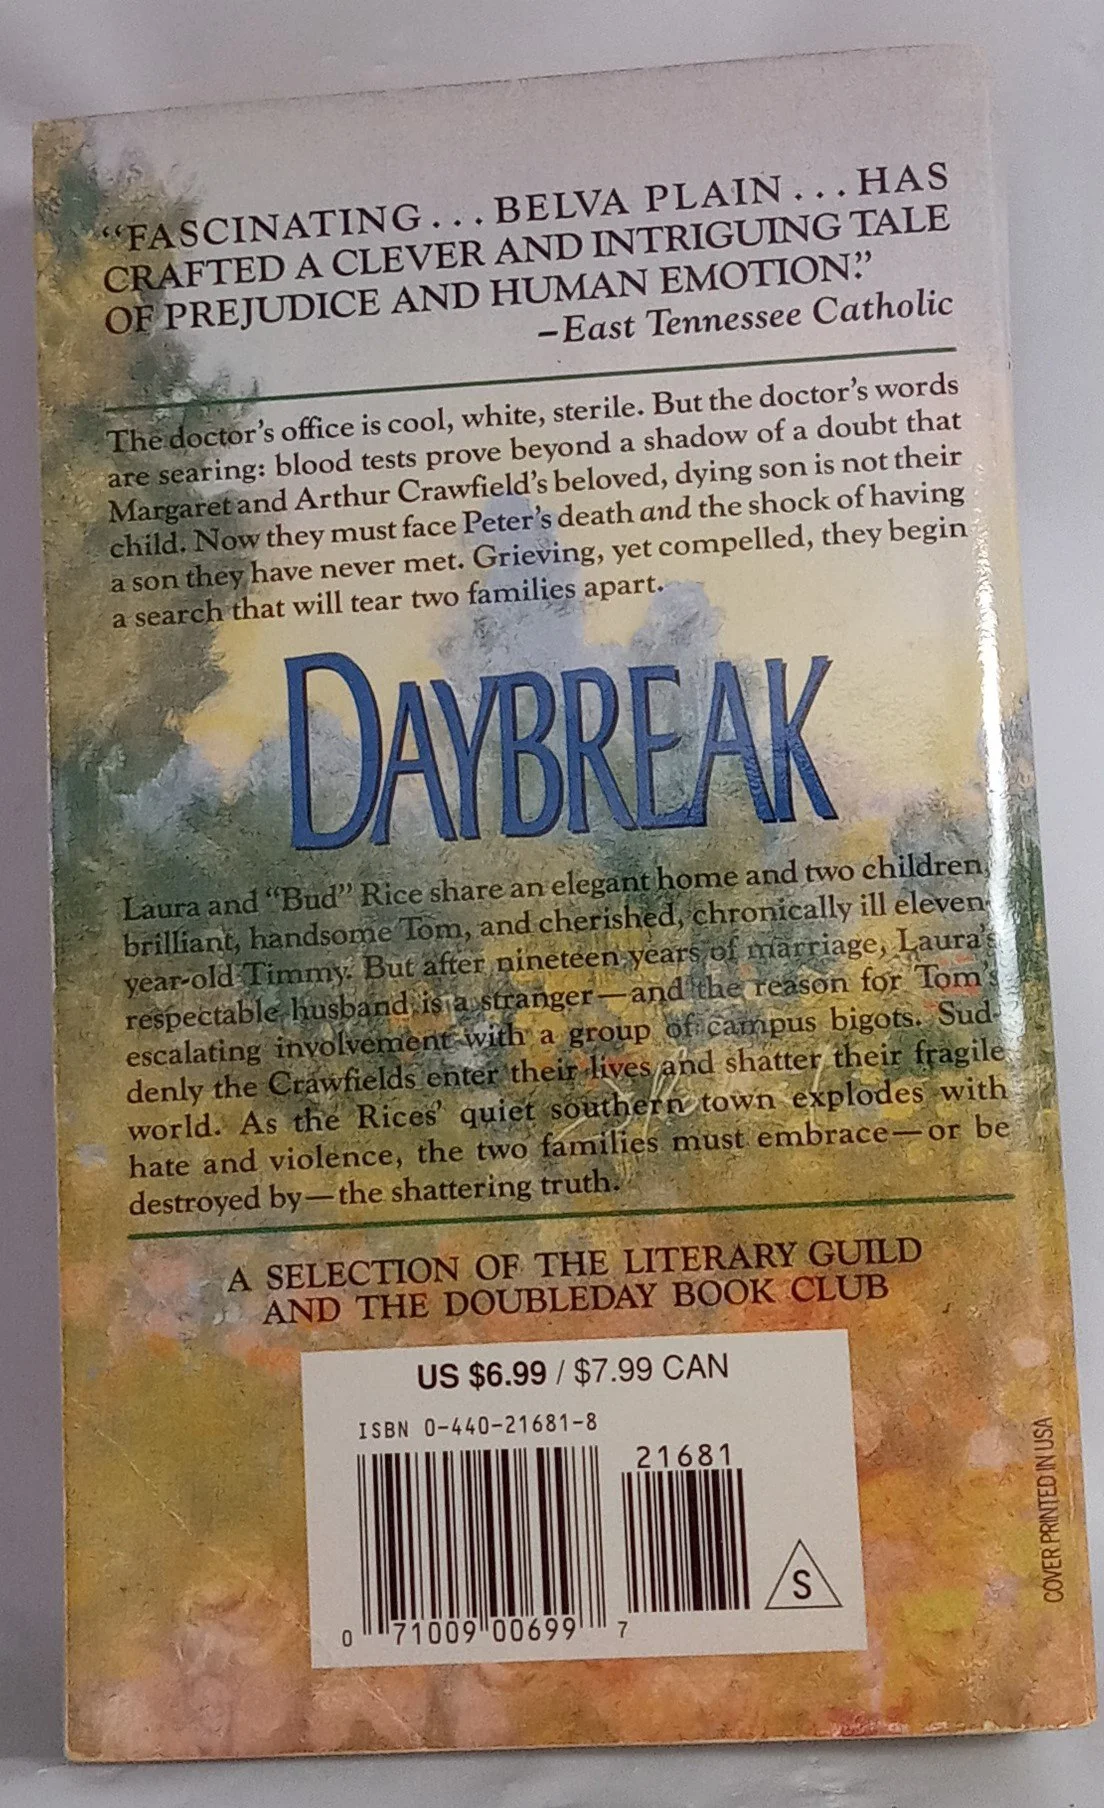 “FASCINATING . . . BELVA PLAIN . . . HAS
CRAFTED A CLEVER AND INTRIGUING TALE
OF PREJUDICE AND HUMAN EMOTION.”
–East Tennessee Catholic
The doctor’s office is cool, white, sterile. But the doctor’s words
are searing: blood tests prove beyond a shadow of a doubt that
Margaret and Arthur Crawfield’s beloved, dying son is not their
child. Now they must face Peter’s death and the shock of having
a son they have never met. Grieving, yet compelled, they begin
a search that will tear two families apart.
DAYBREAK
Laura and “Bud” Rice share an elegant home and two children,
brilliant, handsome Tom, and cherished, chronically ill eleven-
year-old Timmy. But after nineteen years of marriage, Laura’s
respectable husband is a stranger—and the reason for Tom’s
escalating involvement with a group of campus bigots. Sud-
denly the Crawfields enter their lives and shatter their fragile
world. As the Rices’ quiet southern town explodes with
hate and violence, the two families must embrace—or be
destroyed by—the shattering truth.
A SELECTION OF THE LITERARY GUILD
AND THE DOUBLEDAY BOOK CLUB
US $6.99 / $7.99 CAN
ISBN 0-440-21681-8
21681
0 71009 00699 7
S
COVER PRINTED IN USA